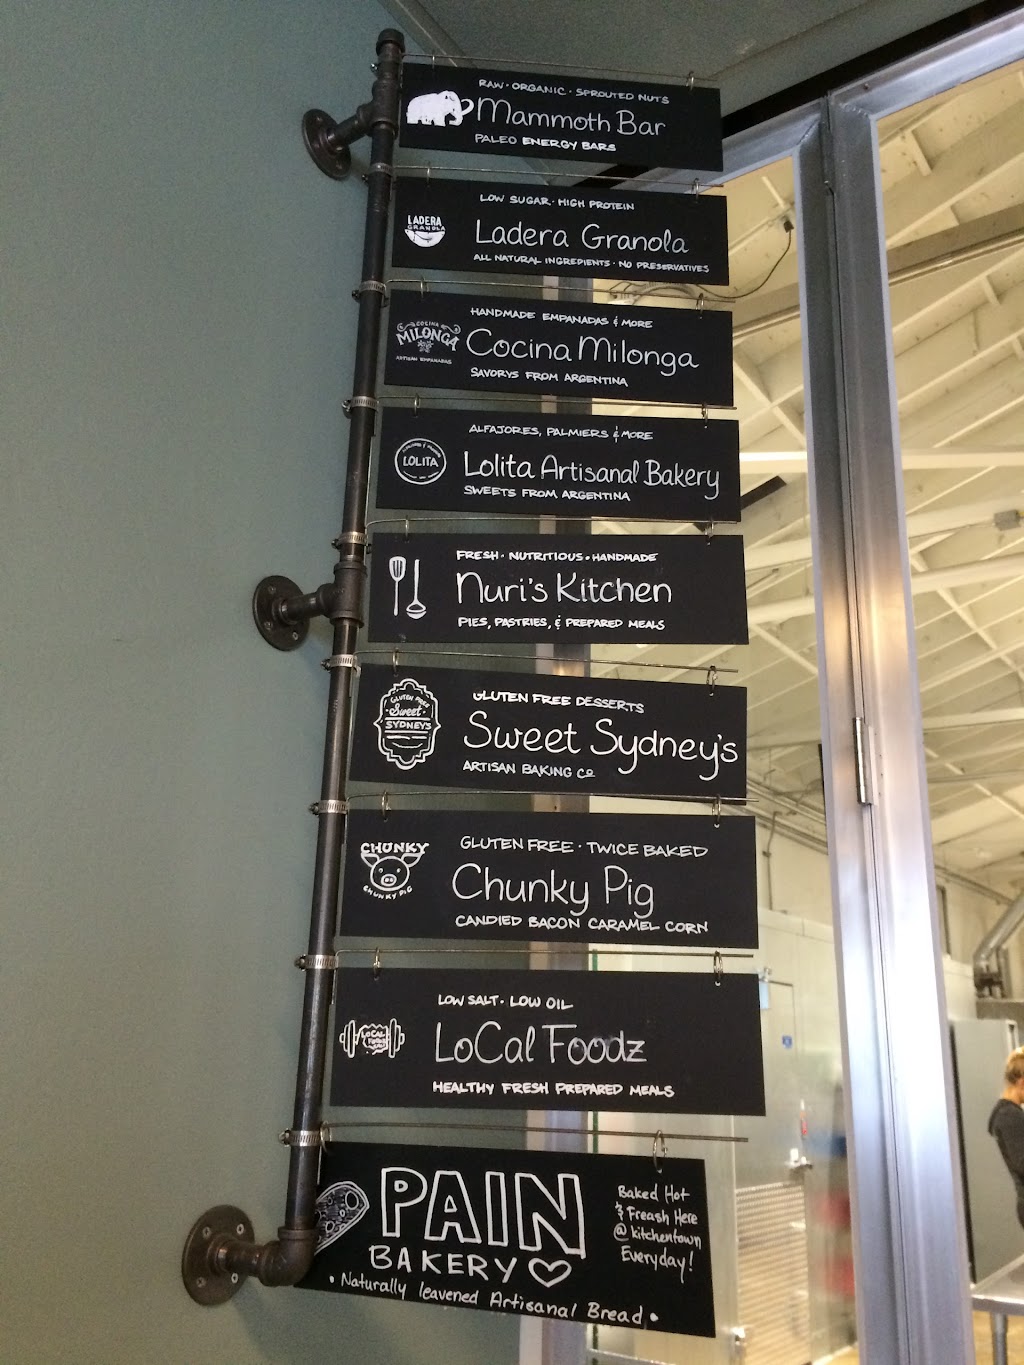 RAW · ORGANIC · SPROUTED NUTS
Mammoth Bar
PALEO ENERGY BARS
LOW SUGAR · HIGH PROTEIN
LADERA
GRANOLA
Ladera Granola
ALL NATURAL INGREDIENTS · NO PRESERVATIVES
HANDMADE EMPANADAS & MORE
COCINA
MILONGA
ARTISAN EMPANADAS
Cocina Milonga
SAVORYS FROM ARGENTINA
ALFAJORES, PALMIERS & MORE
LOLITA
Lolita Artisanal Bakery
SWEETS FROM ARGENTINA
FRESH · NUTRITIOUS · HANDMADE
Nuri's Kitchen
PIES, PASTRIES, & PREPARED MEALS
GLUTEN FREE DESSERTS
GLUTEN FREE
Sweet
SYDNEY'S
Sweet Sydney's
ARTISAN BAKING Co
GLUTEN FREE · TWICE BAKED
CHUNKY
CHUNKY PIG
Chunky Pig
CANDIED BACON CARAMEL CORN
LOW SALT · LOW OIL
LoCAL
FOODZ
LoCal Foodz
HEALTHY FRESH PREPARED MEALS
PAIN
BAKERY
• Naturally leavened Artisanal Bread •
Baked Hot
& Freash Here
@ kitchentown
Everyday!